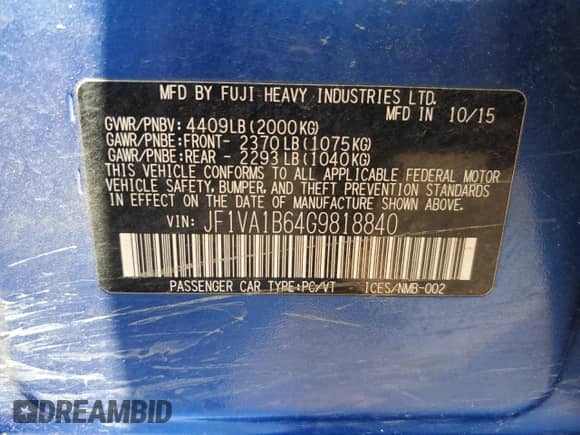 MFD BY FUJI HEAVY INDUSTRIES LTD.
MFD IN 10/15
GVWR/PNBV: 4409LB(2000KG)
GAWR/PNBE:FRONT- 2370LB(1075KG)
GAWR/PNBE:REAR - 2293LB(1040KG)
THIS VEHICLE CONFORMS TO ALL APPLICABLE FEDERAL MOTOR
VEHICLE SAFETY, BUMPER, AND THEFT PREVENTION STANDARDS
IN EFFECT ON THE DATE OF MANUFACTURE SHOWN ABOVE.
VIN: JF1VA1B64G9818840
PASSENGER CAR TYPE:PC/VT ICES/NMB-002
DREAMBID